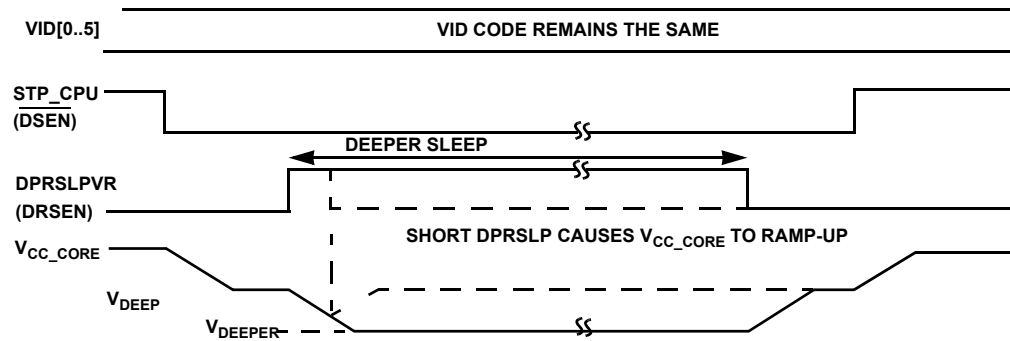 VID[0..5]
VID CODE REMAINS THE SAME
STP_CPU
(DSEN)
DEEPER SLEEP
DPRSLPVR
(DRSEN)
SHORT DPRSLP CAUSES VCC_CORE TO RAMP-UP
VCC_CORE
VDEEP
VDEEPER